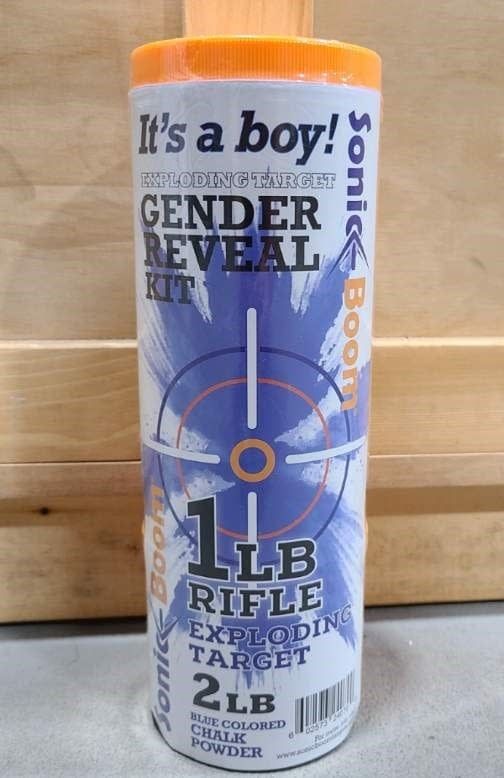 It's a boy!
EXPLODING TARGET
GENDER
REVEAL
KIT
Sonic Boom
1LB
RIFLE
EXPLODING
TARGET
2LB
BLUE COLORED
CHALK
POWDER
Sonic Boom